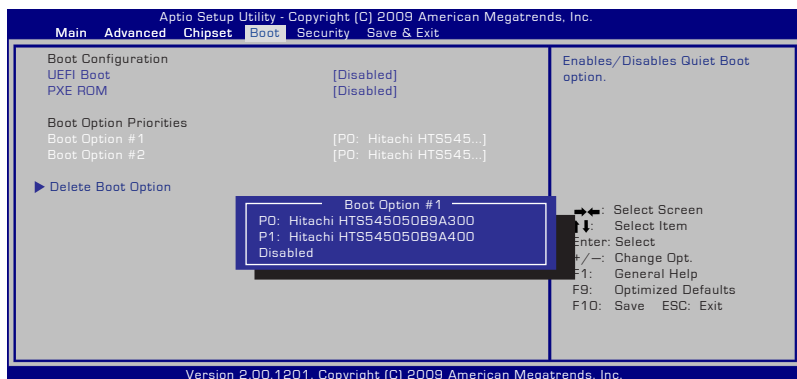 Aptio Setup Utility - Copyright (C) 2009 American Megatrends, Inc.
Main Advanced Chipset Boot Security Save & Exit
Boot Configuration
UEFI Boot [Disabled]
PXE ROM [Disabled]
Boot Option Priorities
Boot Option #1 [P0: Hitachi HTS545...]
Boot Option #2 [P0: Hitachi HTS545...]
Delete Boot Option
Boot Option #1
P0: Hitachi HTS545050B9A300
P1: Hitachi HTS545050B9A400
Disabled
Enables/Disables Quiet Boot
option.
→←: Select Screen
↑↓: Select Item
Enter: Select
+/—: Change Opt.
F1: General Help
F9: Optimized Defaults
F10: Save ESC: Exit
Version 2.00.1201. Copyright (C) 2009 American Megatrends, Inc.